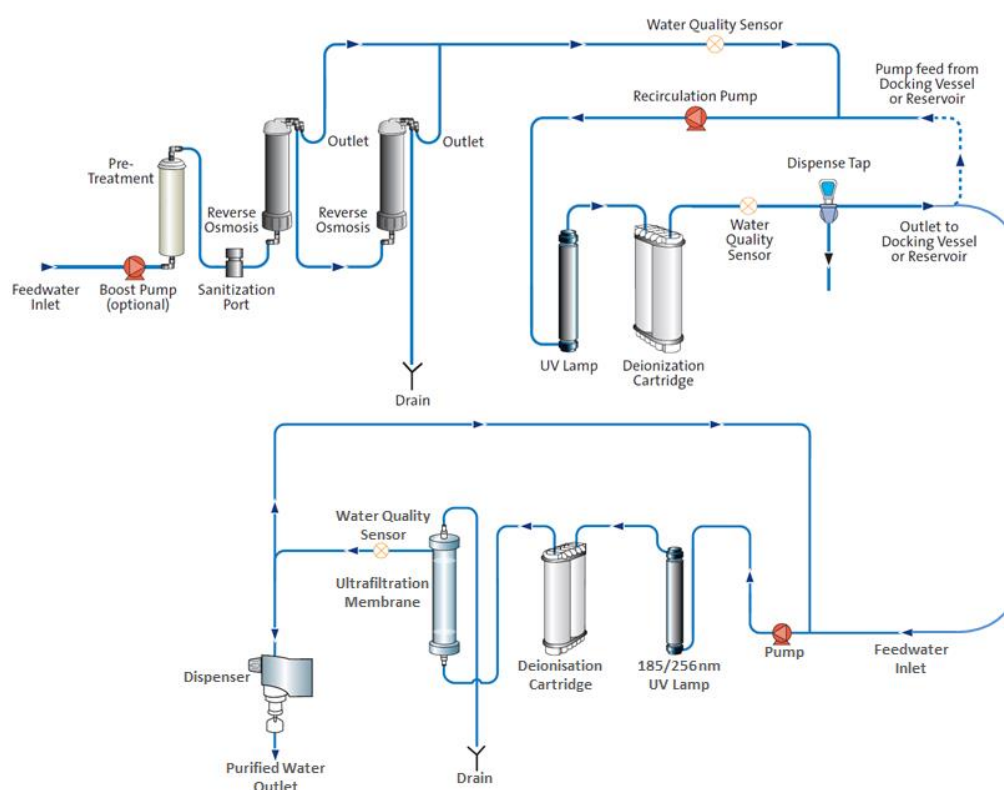 Water Quality Sensor
Pump feed from
Docking Vessel
or Reservoir
Recirculation Pump
Outlet
Outlet
Pre-
Treatment
Dispense Tap
Reverse
Osmosis
Reverse
Osmosis
Water
Quality
Sensor
Outlet to
Docking Vessel
or Reservoir
Feedwater
Inlet
Boost Pump
(optional)
Sanitization
Port
UV Lamp
Deionization
Cartridge
Drain
Water Quality
Sensor
Ultrafiltration
Membrane
Dispenser
Deionisation
Cartridge
185/256nm
UV Lamp
Pump
Feedwater
Inlet
Purified Water
Outlet
Drain